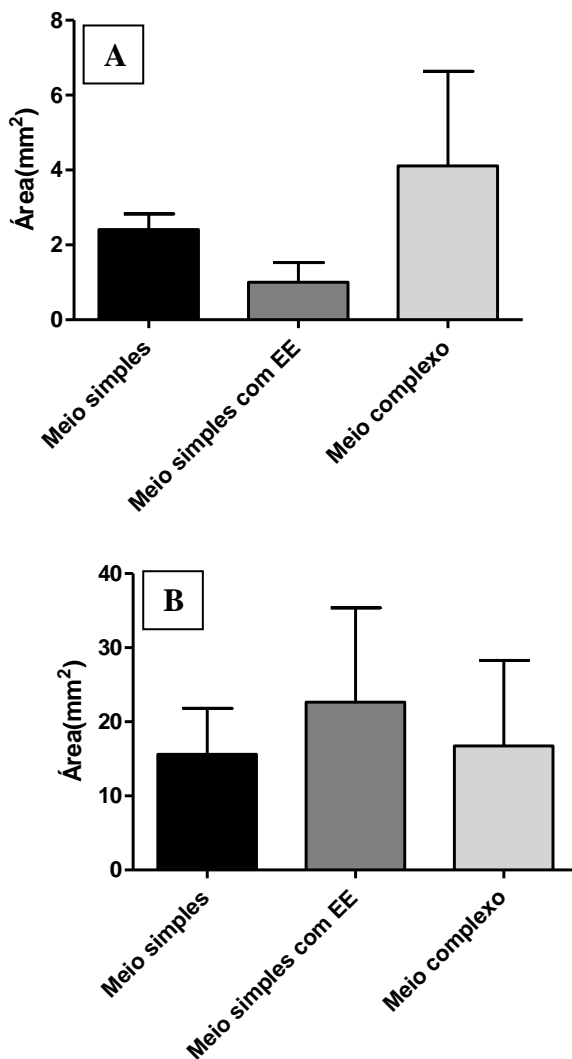 A
Área(mm²)
8
6
4
2
0
Meio simples
Meio simples com EE
Meio complexo
B
Área(mm²)
40
30
20
10
0
Meio simples
Meio simples com EE
Meio complexo